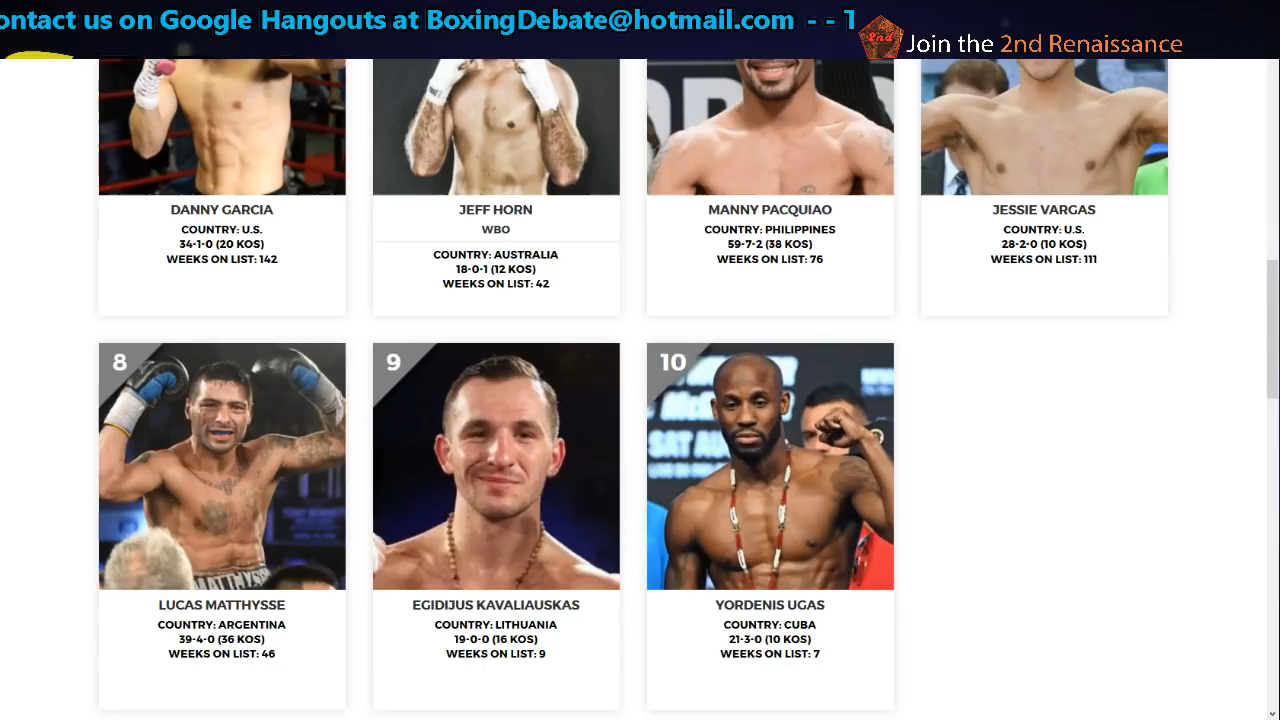 ontact us on Google Hangouts at BoxingDebate@hotmail.com - - 1
2nd
Join the 2nd Renaissance
DANNY GARCIA
COUNTRY: U.S.
34-1-0 (20 KOS)
WEEKS ON LIST: 142
JEFF HORN
WBO
COUNTRY: AUSTRALIA
18-0-1 (12 KOS)
WEEKS ON LIST: 42
MANNY PACQUIAO
COUNTRY: PHILIPPINES
59-7-2 (38 KOS)
WEEKS ON LIST: 76
JESSIE VARGAS
COUNTRY: U.S.
28-2-0 (10 KOS)
WEEKS ON LIST: 111
8
MATTHYSSE
LUCAS MATTHYSSE
COUNTRY: ARGENTINA
39-4-0 (36 KOS)
WEEKS ON LIST: 46
9
EGIDIJUS KAVALIAUSKAS
COUNTRY: LITHUANIA
19-0-0 (16 KOS)
WEEKS ON LIST: 9
10
SAT AU
YORDENIS UGAS
COUNTRY: CUBA
21-3-0 (10 KOS)
WEEKS ON LIST: 7